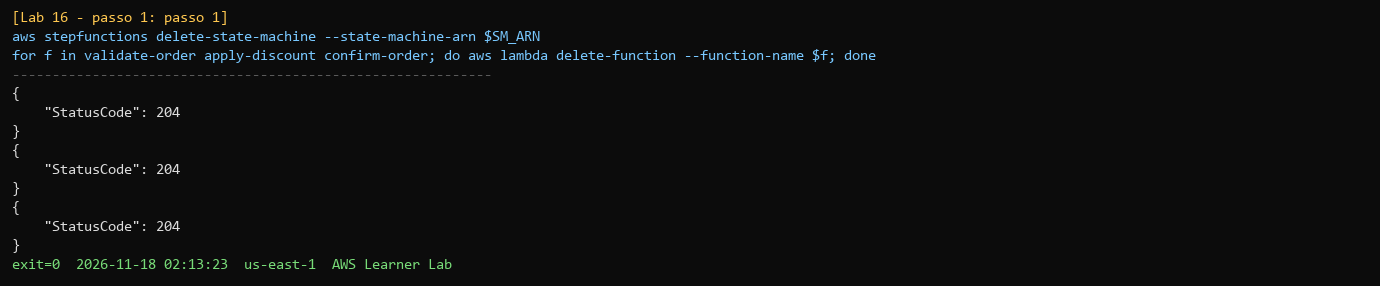 [Lab 16 - passo 1: passo 1]
aws stepfunctions delete-state-machine --state-machine-arn $SM_ARN
for f in validate-order apply-discount confirm-order; do aws lambda delete-function --function-name $f; done
------------------------------------------------------------
{
    "StatusCode": 204
}
{
    "StatusCode": 204
}
{
    "StatusCode": 204
}
exit=0  2026-11-18 02:13:23  us-east-1  AWS Learner Lab